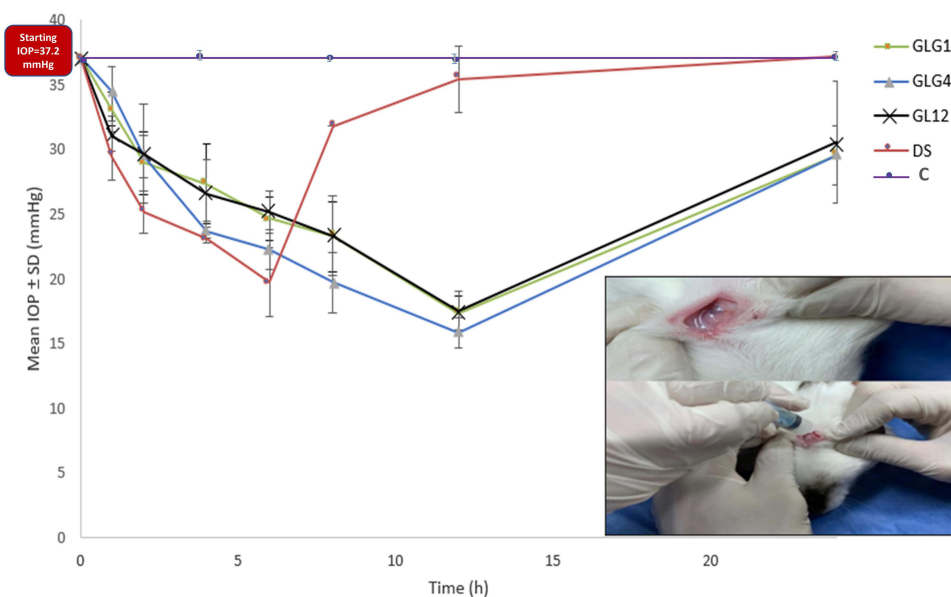 40
Starting
IOP=37.2
mmHg
35
30
25
20
15
10
5
0
Mean IOP ± SD (mmHg)
0 5 10 15 20
Time (h)
GLG1
GLG4
GL12
DS
C